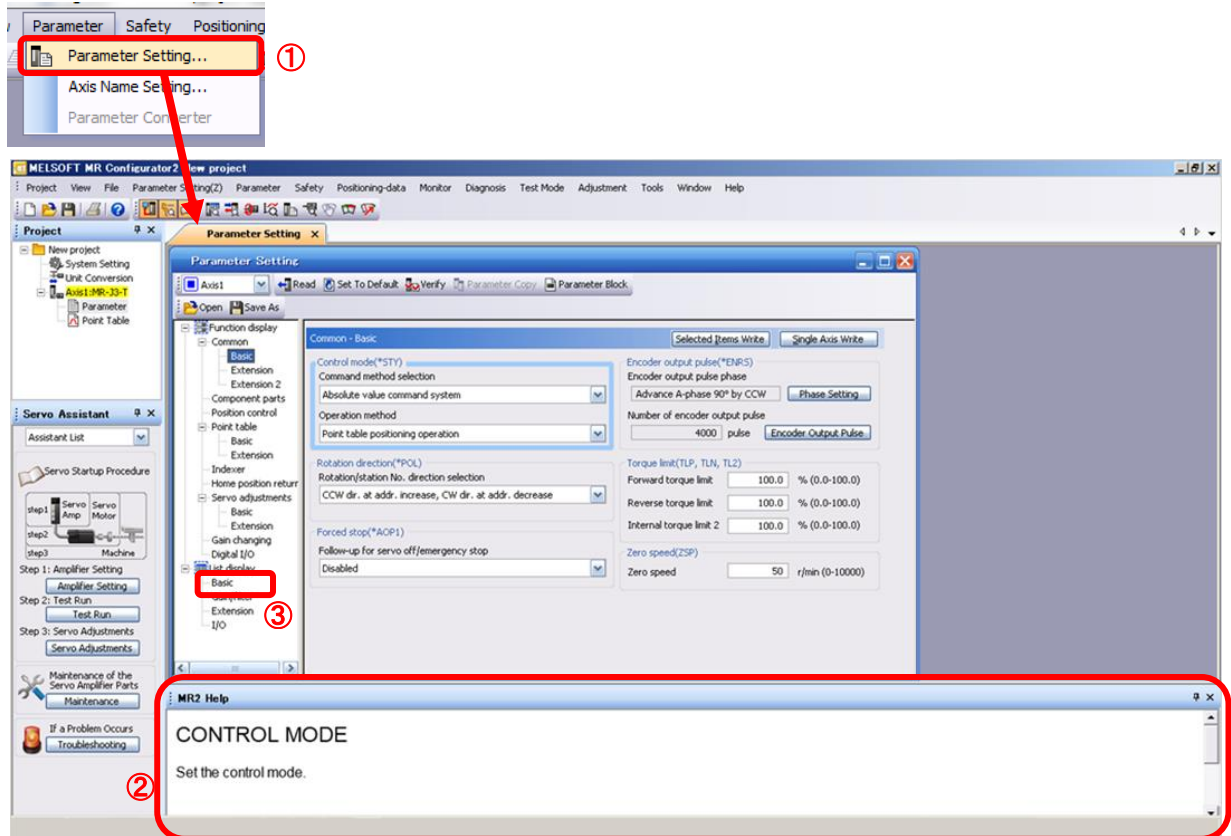 Parameter Safety Positioning
Parameter Setting...
①
Axis Name Setting...
Parameter Converter
MELSOFT MR Configurator2 New project
Project View File Parameter Setting(Z) Parameter Safety Positioning-data Monitor Diagnosis Test Mode Adjustment Tools Window Help
Project
Parameter Setting
New project
System Setting
Unit Conversion
Axis1:MR-J3-T
Parameter
Point Table
Parameter Setting
Axis1 Read Set To Default Verify Parameter Copy Parameter Block
Open Save As
Function display
Common
Basic
Extension
Extension 2
Component parts
Position control
Point table
Basic
Extension
Indexer
Home position return
Servo adjustments
Basic
Extension
Gain changing
Digital I/O
List display
Basic
Extension
I/O
③
Common - Basic
Selected Items Write Single Axis Write
Control mode(*STY)
Command method selection
Absolute value command system
Operation method
Point table positioning operation
Rotation direction(*POL)
Rotation/station No. direction selection
CCW dir. at addr. increase, CW dir. at addr. decrease
Forced stop(*AOP1)
Follow-up for servo off/emergency stop
Disabled
Encoder output pulse(*ENRS)
Encoder output pulse phase
Advance A-phase 90° by CCW Phase Setting
Number of encoder output pulse
4000 pulse Encoder Output Pulse
Torque limit(TLP, TLN, TL2)
Forward torque limit 100.0 % (0.0-100.0)
Reverse torque limit 100.0 % (0.0-100.0)
Internal torque limit 2 100.0 % (0.0-100.0)
Zero speed(ZSP)
Zero speed 50 r/min (0-10000)
Servo Assistant
Assistant List
Servo Startup Procedure
step1 Servo Amp Servo Motor
step2
step3 Machine
Step 1: Amplifier Setting
Amplifier Setting
Step 2: Test Run
Test Run
Step 3: Servo Adjustments
Servo Adjustments
Maintenance of the
Servo Amplifier Parts
Maintenance
If a Problem Occurs
Troubleshooting
②
MR2 Help
CONTROL MODE
Set the control mode.